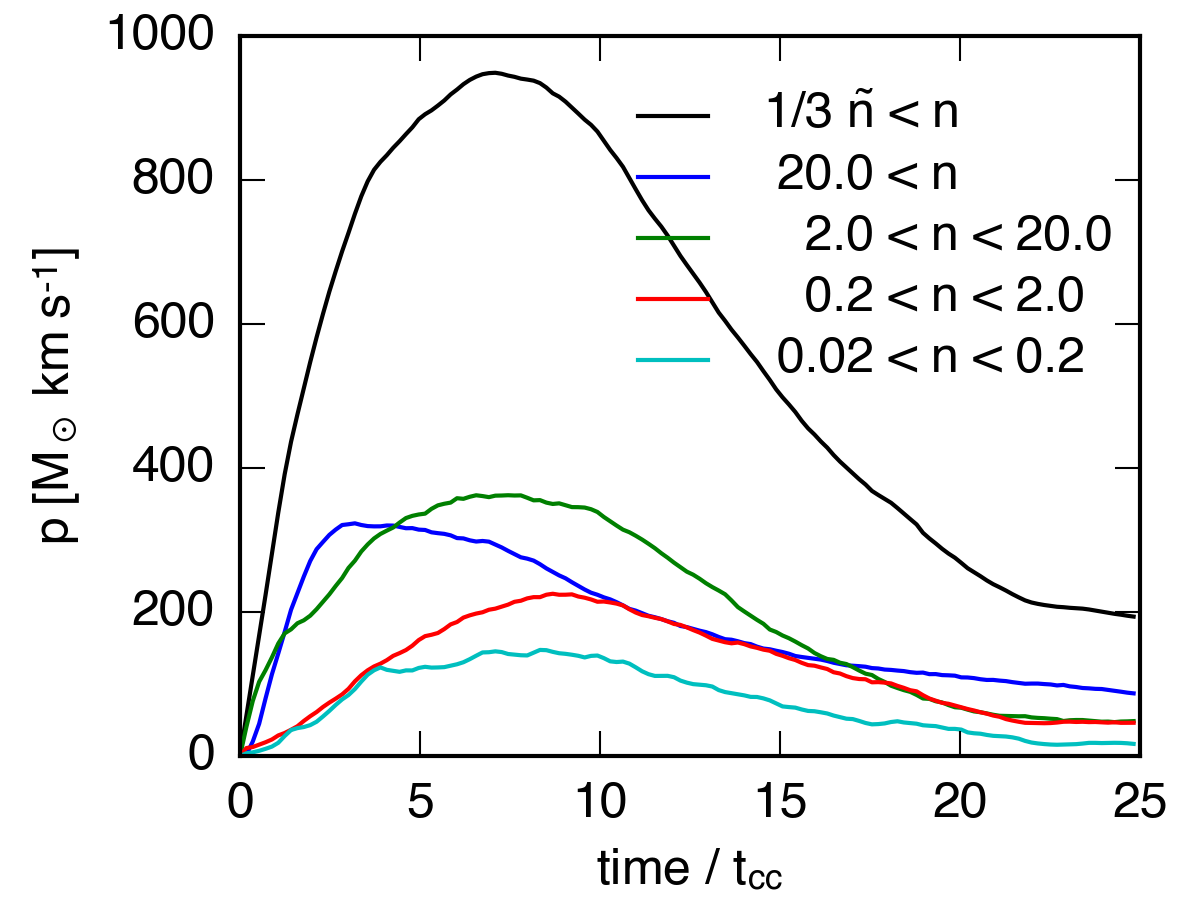 1000
800
600
400
200
0
p [M☉ km s⁻¹]
1/3 ñ < n
20.0 < n
2.0 < n < 20.0
0.2 < n < 2.0
0.02 < n < 0.2
0 5 10 15 20 25
time / t_cc